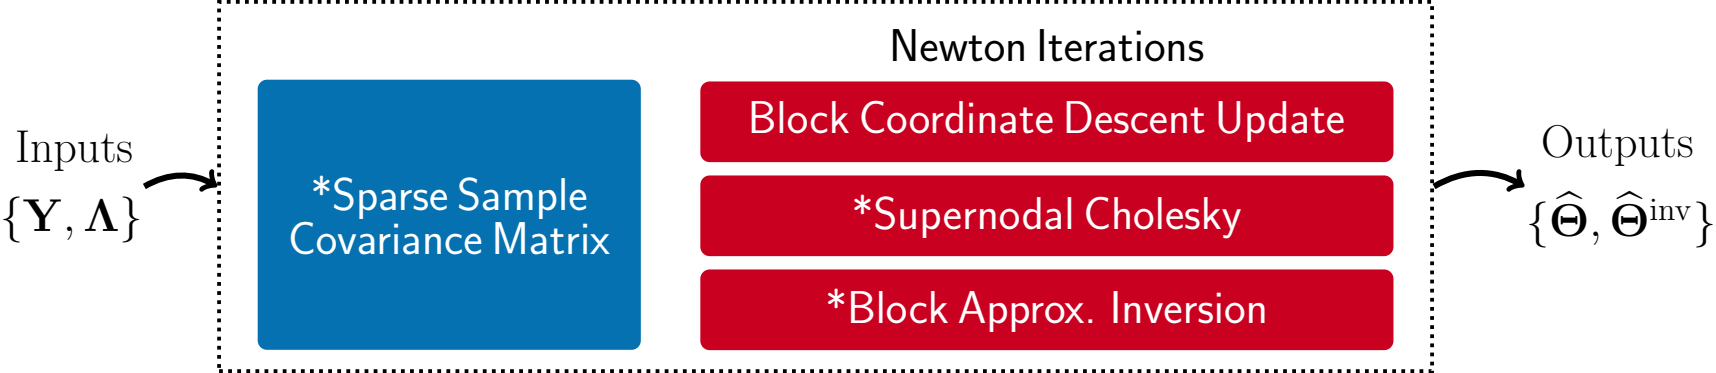 Inputs
{Y, Λ}
*Sparse Sample
Covariance Matrix
Newton Iterations
Block Coordinate Descent Update
*Supernodal Cholesky
*Block Approx. Inversion
Outputs
{Θ̂, Θ̂ⁱⁿᵛ}